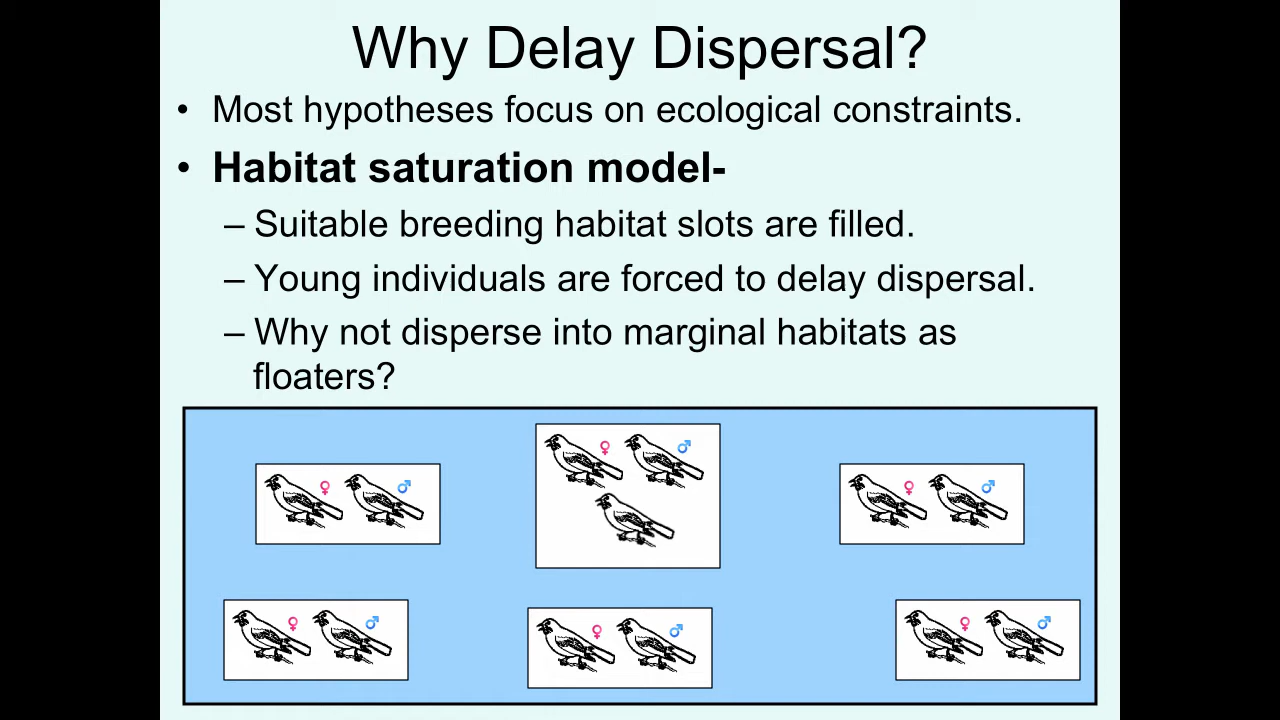 Why Delay Dispersal?
• Most hypotheses focus on ecological constraints.
• Habitat saturation model-
– Suitable breeding habitat slots are filled.
– Young individuals are forced to delay dispersal.
– Why not disperse into marginal habitats as
floaters?
♀ ♂
♀ ♂
♀ ♂
♀ ♂
♀ ♂
♀ ♂